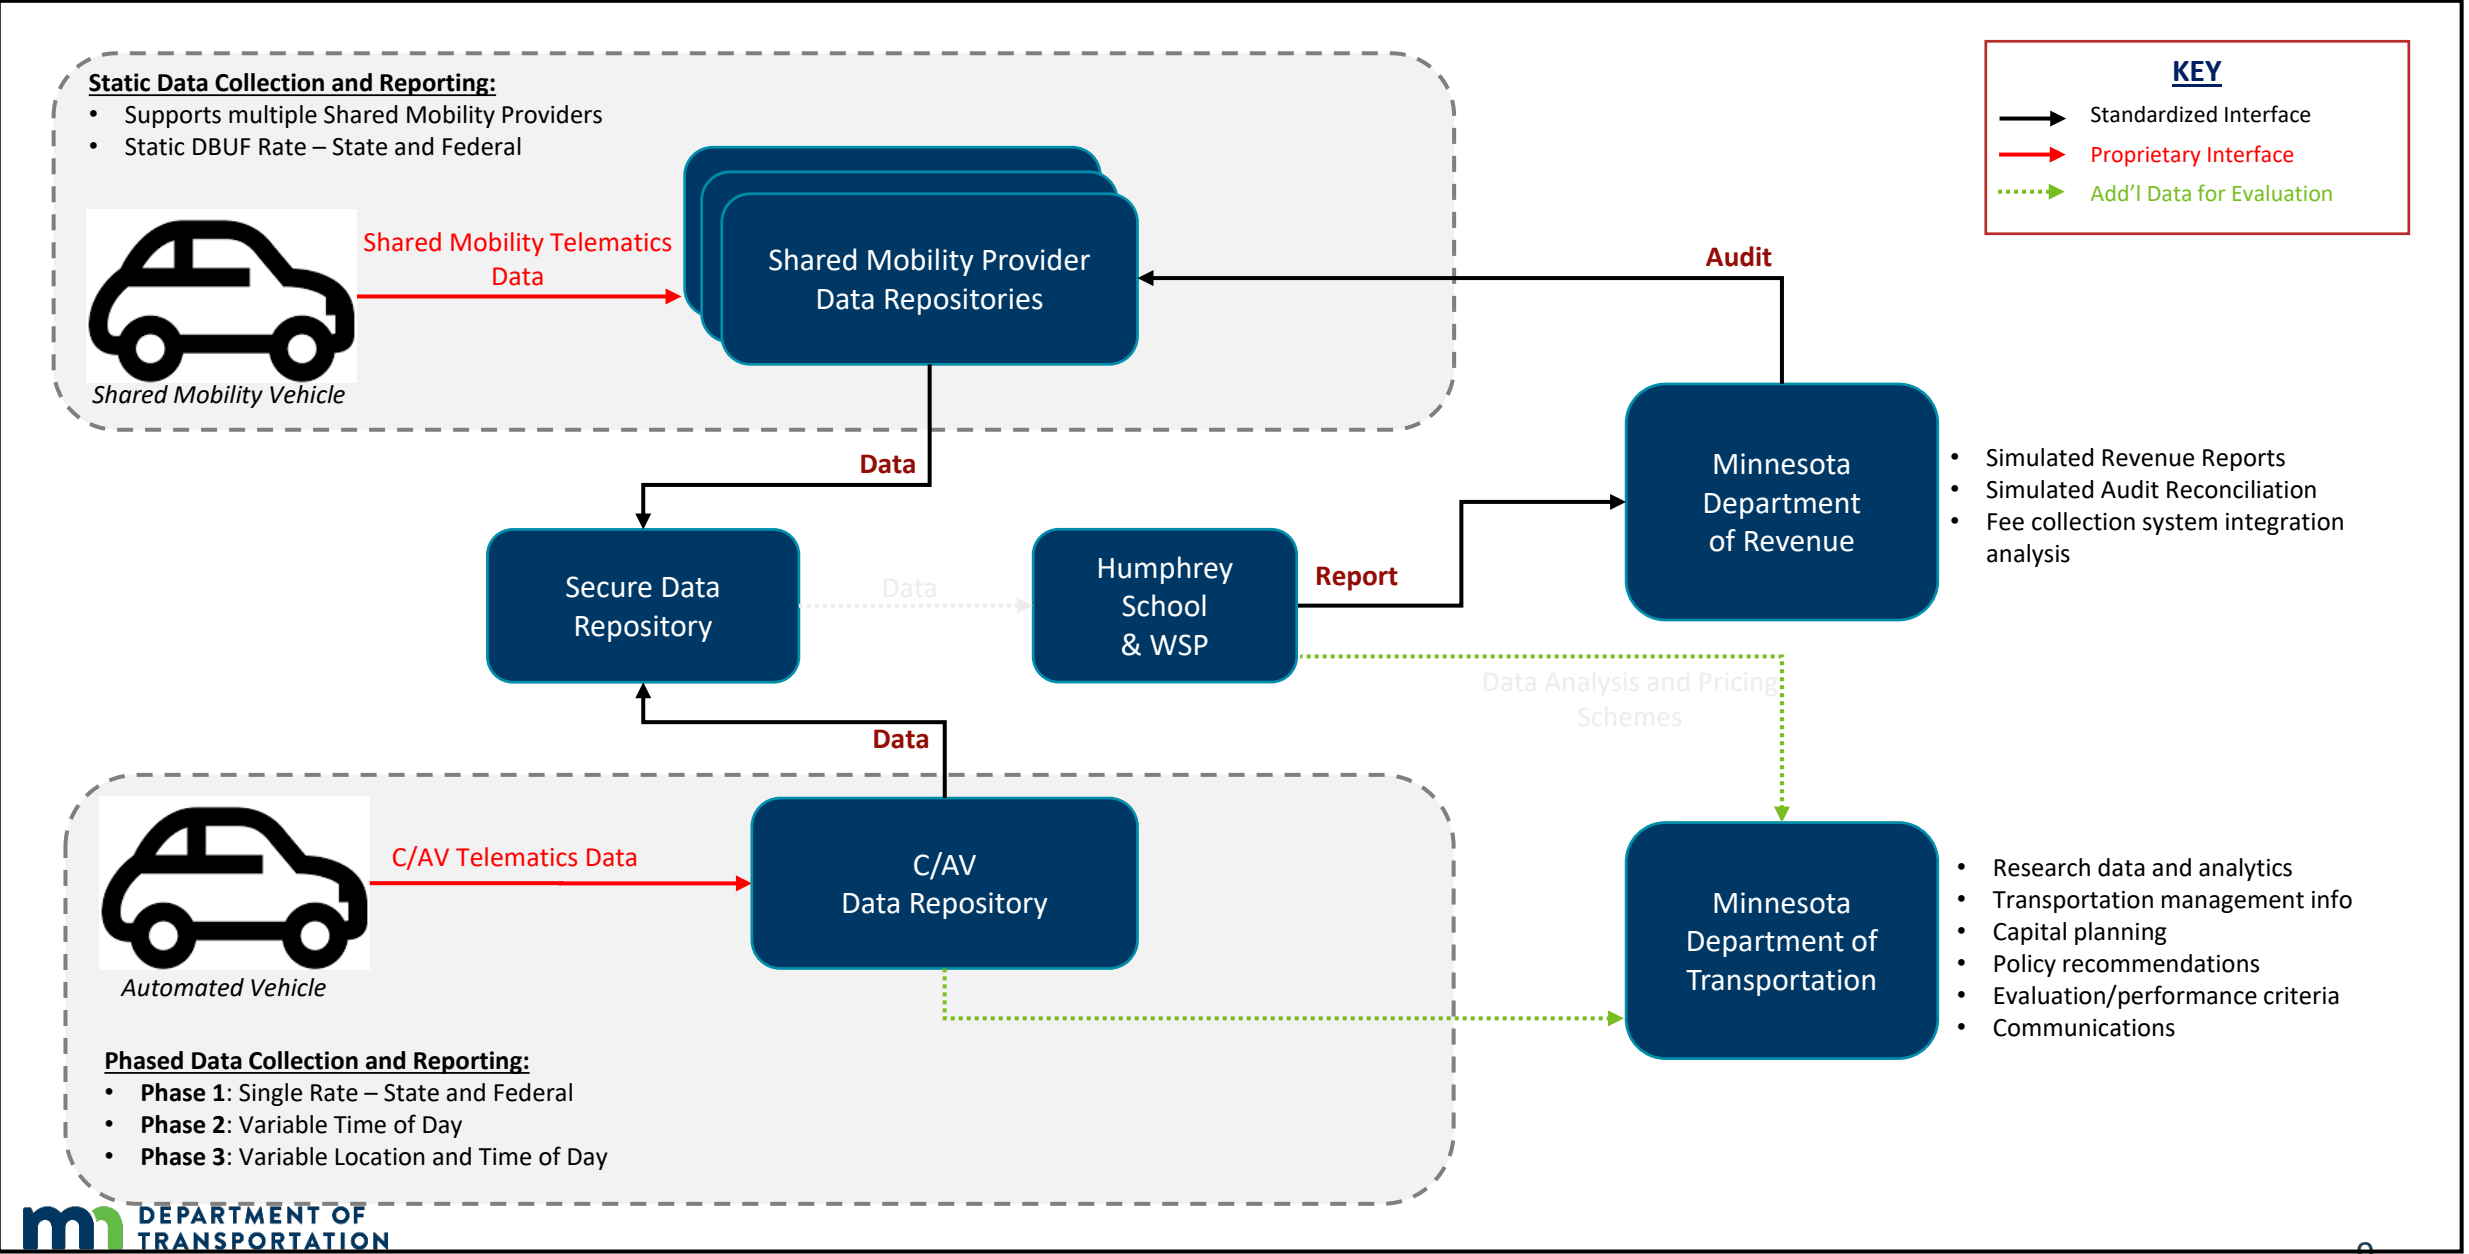 Static Data Collection and Reporting:
• Supports multiple Shared Mobility Providers
• Static DBUF Rate – State and Federal
Shared Mobility Telematics
Data
Shared Mobility Vehicle
Shared Mobility Provider
Data Repositories
KEY
Standardized Interface
Proprietary Interface
Add'l Data for Evaluation
Audit
Data
Minnesota
Department
of Revenue
• Simulated Revenue Reports
• Simulated Audit Reconciliation
• Fee collection system integration
analysis
Secure Data
Repository
Data
Humphrey
School
& WSP
Report
Data Analysis and Pricing
Schemes
Data
C/AV Telematics Data
Automated Vehicle
C/AV
Data Repository
Minnesota
Department of
Transportation
• Research data and analytics
• Transportation management info
• Capital planning
• Policy recommendations
• Evaluation/performance criteria
• Communications
Phased Data Collection and Reporting:
• Phase 1: Single Rate – State and Federal
• Phase 2: Variable Time of Day
• Phase 3: Variable Location and Time of Day
mn DEPARTMENT OF
TRANSPORTATION